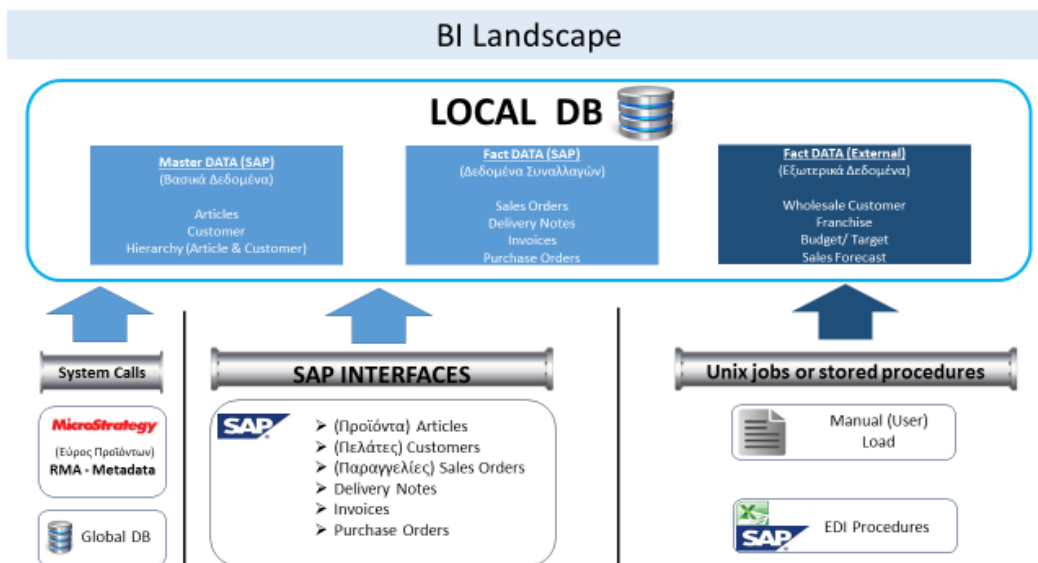 BI Landscape
LOCAL DB
Master DATA (SAP)
(Βασικά Δεδομένα)
Articles
Customer
Hierarchy (Article & Customer)
Fact DATA (SAP)
(Δεδομένα Συναλλαγών)
Sales Orders
Delivery Notes
Invoices
Purchase Orders
Fact DATA (External)
(Εξωτερικά Δεδομένα)
Wholesale Customer
Franchise
Budget/ Target
Sales Forecast
System Calls
MicroStrategy
(Εύρος Προϊόντων)
RMA - Metadata
Global DB
SAP INTERFACES
SAP
(Προϊόντα) Articles
(Πελάτες) Customers
(Παραγγελίες) Sales Orders
Delivery Notes
Invoices
Purchase Orders
Unix jobs or stored procedures
Manual (User)
Load
SAP
EDI Procedures